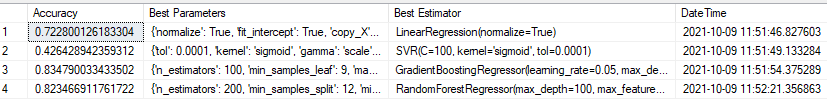 Accuracy Best Parameters Best Estimator DateTime
1 0.722800126183304 {'normalize': True, 'fit_intercept': True, 'copy_X'... LinearRegression(normalize=True) 2021-10-09 11:51:46.827603
2 0.426428942359312 {'tol': 0.0001, 'kernel': 'sigmoid', 'gamma': 'scale'... SVR(C=100, kernel='sigmoid', tol=0.0001) 2021-10-09 11:51:49.133284
3 0.834790033433502 {'n_estimators': 100, 'min_samples_leaf': 9, 'ma... GradientBoostingRegressor(learning_rate=0.05, max_de... 2021-10-09 11:51:54.375289
4 0.823466911761722 {'n_estimators': 200, 'min_samples_split': 12, 'mi... RandomForestRegressor(max_depth=100, max_feature... 2021-10-09 11:52:21.356863